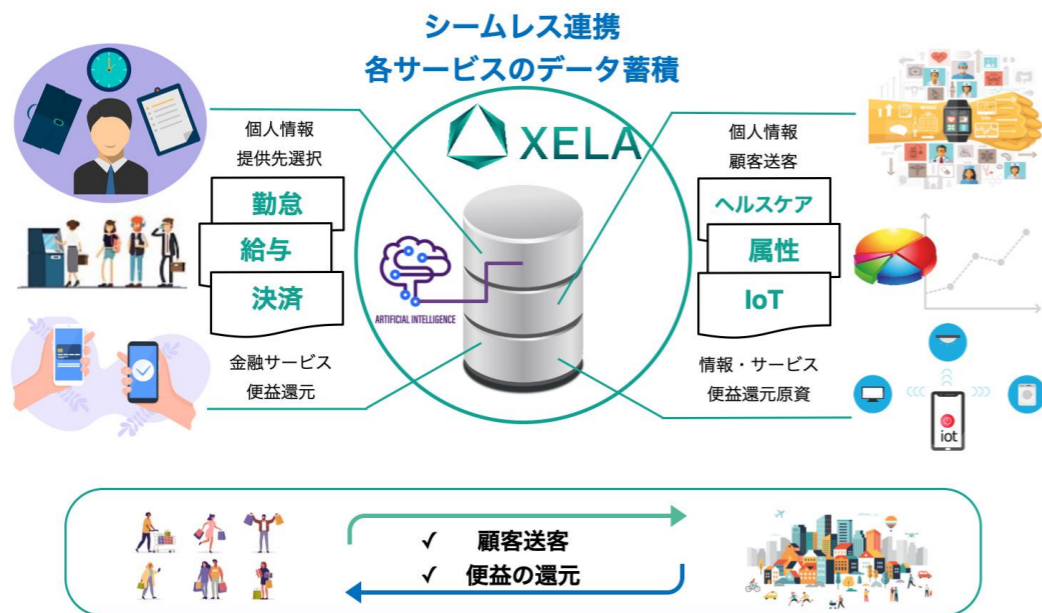 シームレス連携
各サービスのデータ蓄積
個人情報
提供先選択
勤怠
給与
決済
金融サービス
便益還元
XELA
ARTIFICIAL INTELLIGENCE
個人情報
顧客送客
ヘルスケア
属性
IoT
情報・サービス
便益還元原資
iot
✓ 顧客送客
✓ 便益の還元